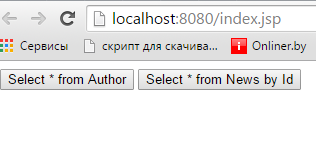 localhost:8080/index.jsp
Сервисы скрипт для скачива... Onliner.by
Select * from Author Select * from News by Id